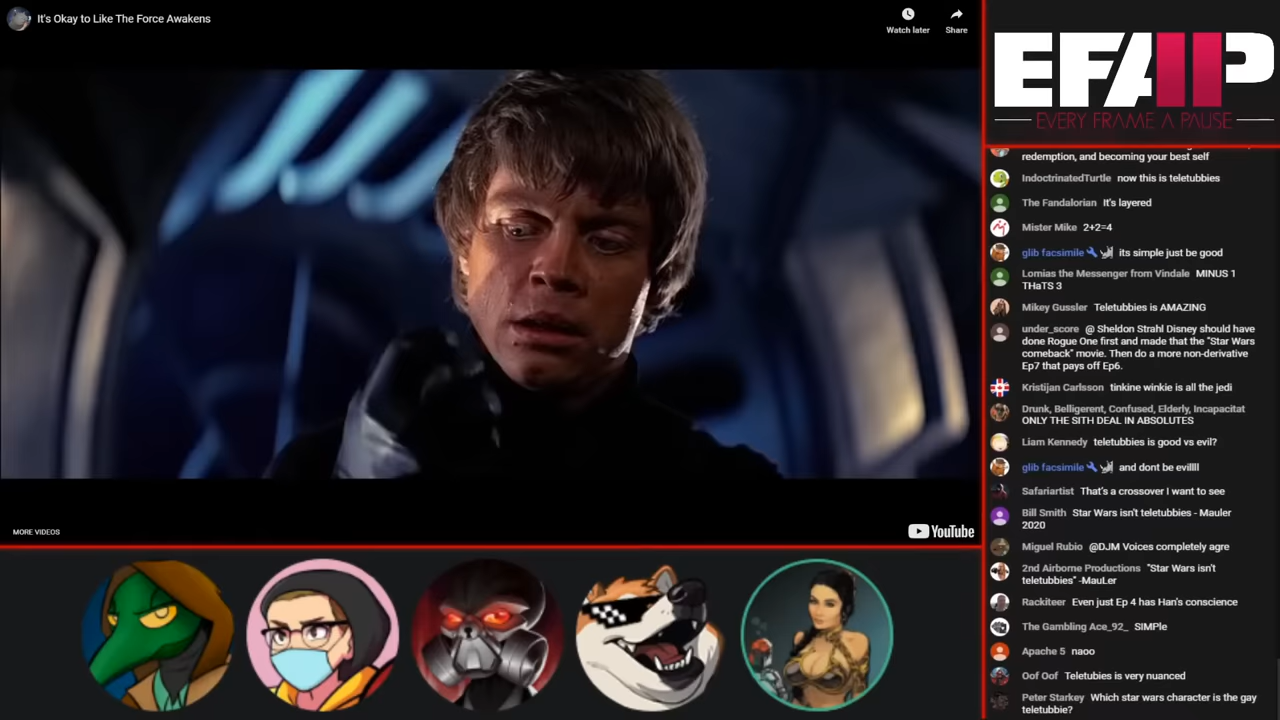 It's Okay to Like The Force Awakens
Watch later
Share
MORE VIDEOS
YouTube
EFAP
EVERY FRAME A PAUSE
redemption, and becoming your best self
IndoctrinatedTurtle now this is teletubbies
The Fandalorian It's layered
Mister Mike 2+2=4
glib facsimile its simple just be good
Lomias the Messenger from Vindale MINUS 1
THaTS 3
Mikey Gussler Teletubbies is AMAZING
under_score @ Sheldon Strahl Disney should have
done Rogue One first and made that the "Star Wars
comeback" movie. Then do a more non-derivative
Ep7 that pays off Ep6.
Kristijan Carlsson tinkine winkie is all the jedi
Drunk, Belligerent, Confused, Elderly, Incapacitat
ONLY THE SITH DEAL IN ABSOLUTES
Liam Kennedy teletubbies is good vs evil?
glib facsimile and dont be evillll
Safariartist That's a crossover I want to see
Bill Smith Star Wars isn't teletubbies - Mauler
2020
Miguel Rubio @DJM Voices completely agre
2nd Airborne Productions "Star Wars isn't
teletubbies" -MauLer
Rackiteer Even just Ep 4 has Han's conscience
The Gambling Ace_92_ SIMPle
Apache 5 naoo
Oof Oof Teletubies is very nuanced
Peter Starkey Which star wars character is the gay
teletubbie?